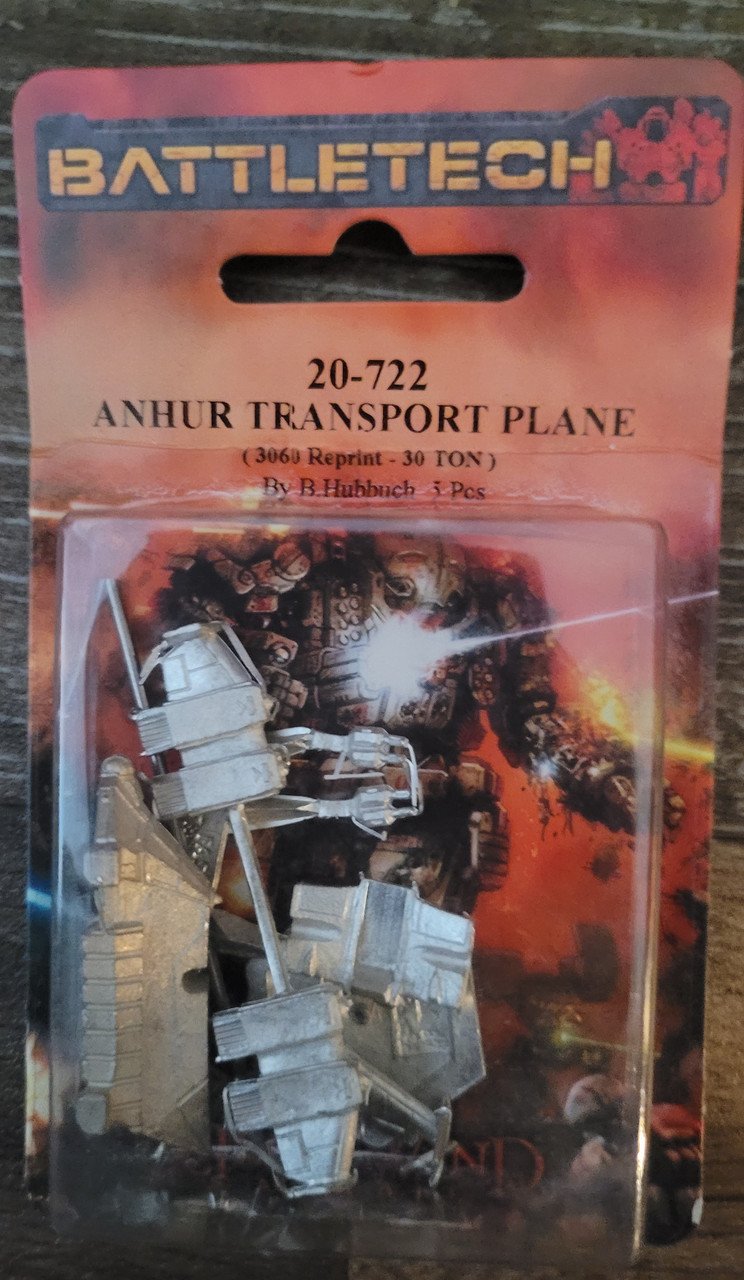 BATTLETECH
20-722
ANHUR TRANSPORT PLANE
( 3060 Reprint - 30 TON )
By B.Hubbuch 5 Pcs